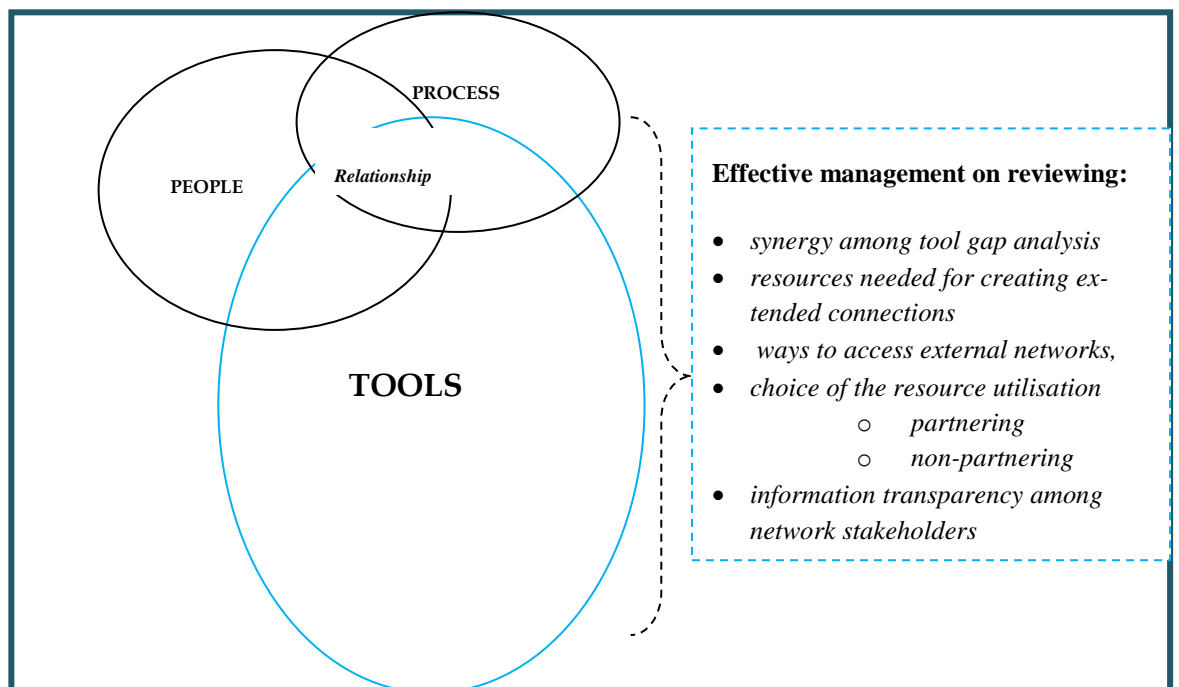 PROCESS
Relationship
PEOPLE
TOOLS
Effective management on reviewing:
• synergy among tool gap analysis
• resources needed for creating ex-
tended connections
• ways to access external networks,
• choice of the resource utilisation
o partnering
o non-partnering
• information transparency among
network stakeholders